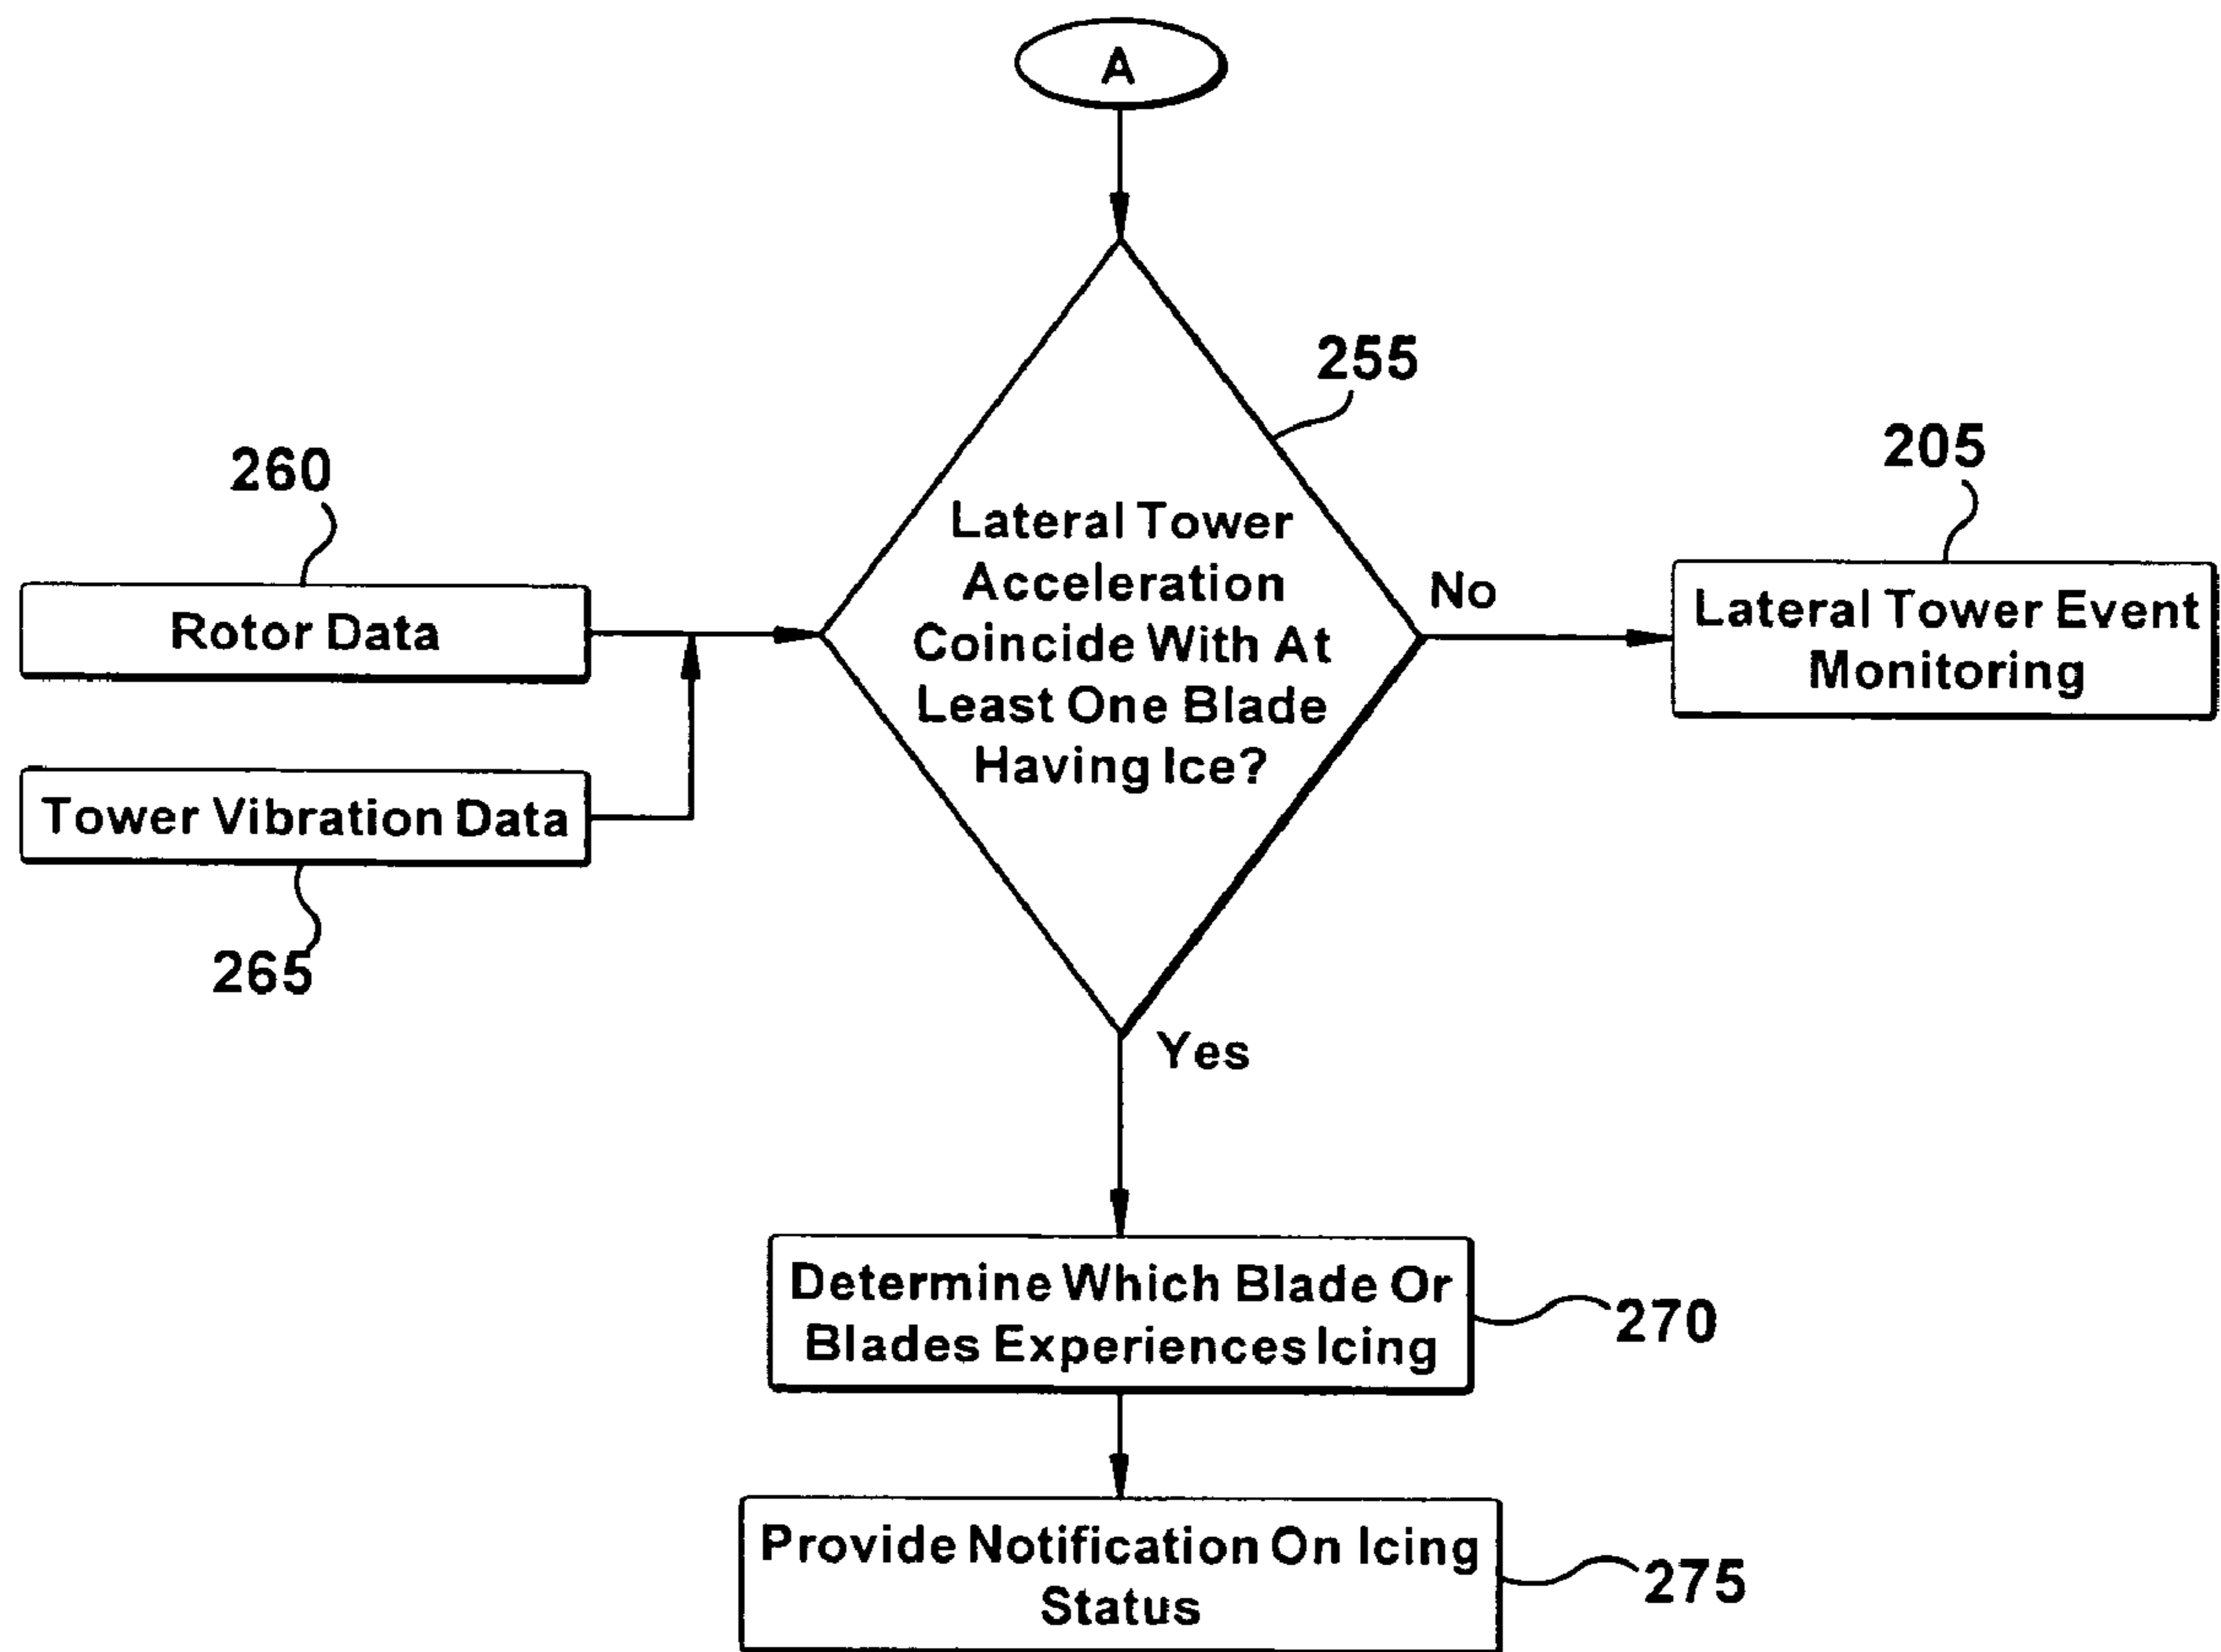 A
255
Lateral Tower
Acceleration
Coincide With At
Least One Blade
Having Ice?
260
Rotor Data
Tower Vibration Data
265
No
205
Lateral Tower Event
Monitoring
Yes
Determine Which Blade Or
Blades Experiences Icing
270
Provide Notification On Icing
Status
275